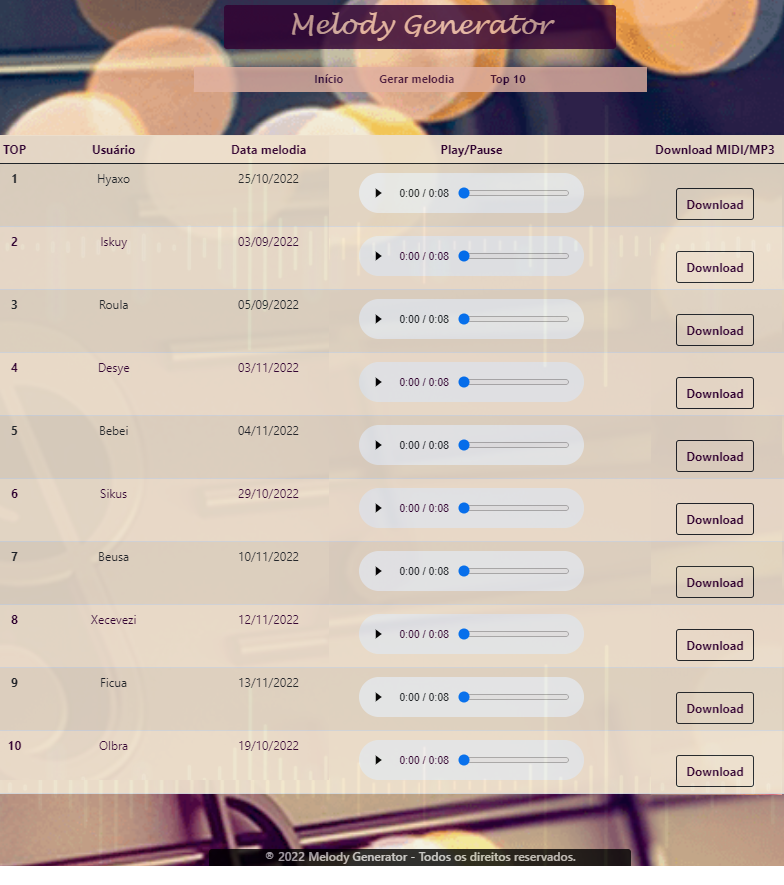 Melody Generator
Início Gerar melodia Top 10
TOP Usuário Data melodia Play/Pause Download MIDI/MP3
1 Hyaxo 25/10/2022 0:00 / 0:08 Download
2 Iskuy 03/09/2022 0:00 / 0:08 Download
3 Roula 05/09/2022 0:00 / 0:08 Download
4 Desye 03/11/2022 0:00 / 0:08 Download
5 Bebei 04/11/2022 0:00 / 0:08 Download
6 Sikus 29/10/2022 0:00 / 0:08 Download
7 Beusa 10/11/2022 0:00 / 0:08 Download
8 Xecevezi 12/11/2022 0:00 / 0:08 Download
9 Ficua 13/11/2022 0:00 / 0:08 Download
10 Olbra 19/10/2022 0:00 / 0:08 Download
® 2022 Melody Generator - Todos os direitos reservados.